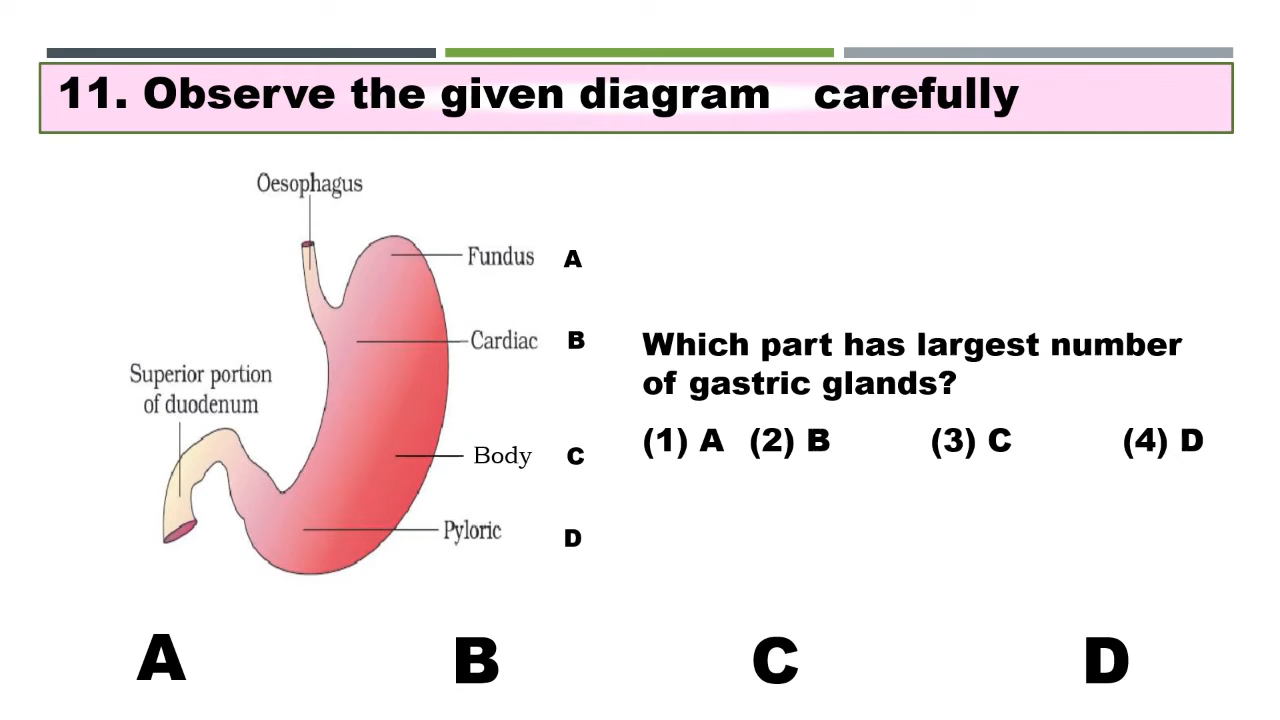 11. Observe the given diagram carefully
Oesophagus
Fundus A
Cardiac B
Superior portion
of duodenum
Body C
Pyloric D
Which part has largest number
of gastric glands?
(1) A (2) B (3) C (4) D
A B C D